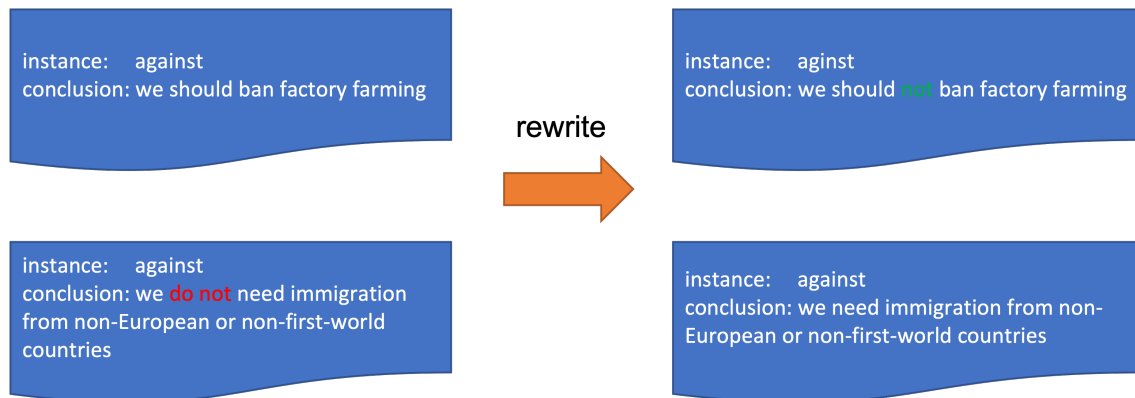 instance: against
conclusion: we should ban factory farming
rewrite
instance: aginst
conclusion: we should not ban factory farming
instance: against
conclusion: we do not need immigration
from non-European or non-first-world
countries
instance: against
conclusion: we need immigration from non-
European or non-first-world countries